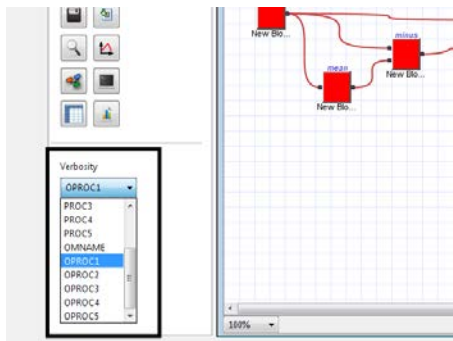 New Blo...
minus
New Blo...
mean
New Blo...
Verbosity
OPROC1
PROC3
PROC4
PROC5
OMNAME
OPROC1
OPROC2
OPROC3
OPROC4
OPROC5
100%